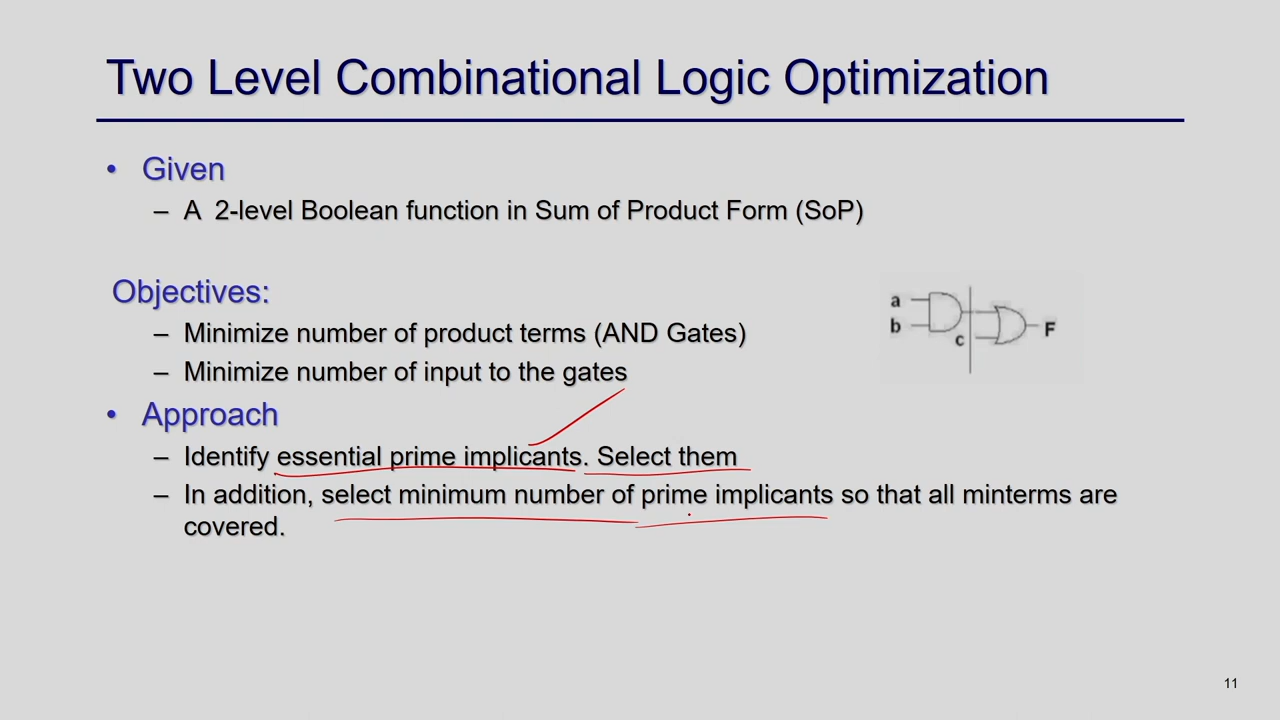 Two Level Combinational Logic Optimization
• Given
– A 2-level Boolean function in Sum of Product Form (SoP)
Objectives:
– Minimize number of product terms (AND Gates)
– Minimize number of input to the gates
a
b
c
F
• Approach
– Identify essential prime implicants. Select them
– In addition, select minimum number of prime implicants so that all minterms are
covered.
11